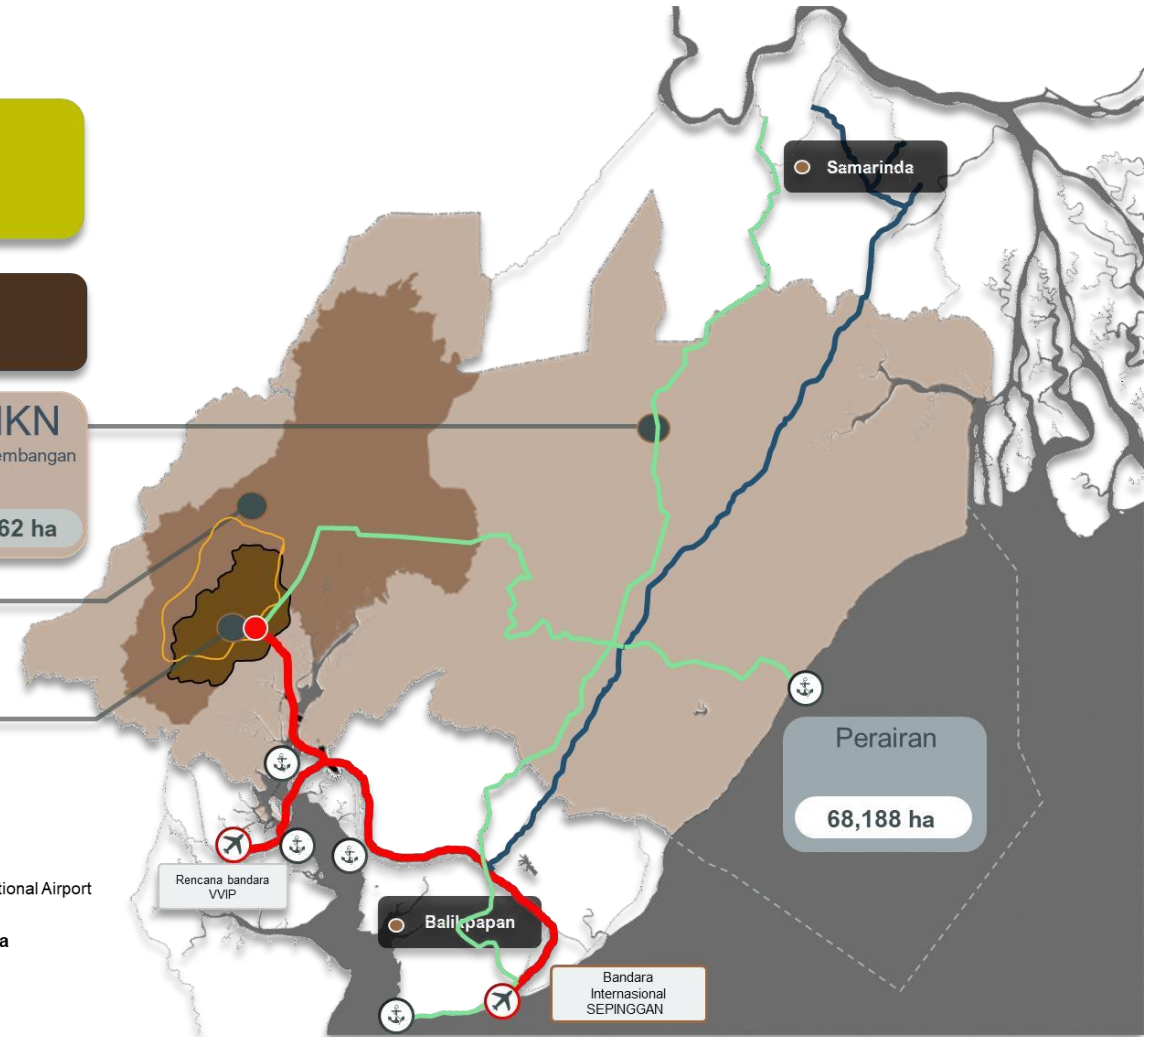 Samarinda
IKN
embangan
62 ha
Perairan
68,188 ha
Rencana bandara
VVIP
tional Airport
Balikpapan
a
Bandara
Internasional
SEPINGGAN